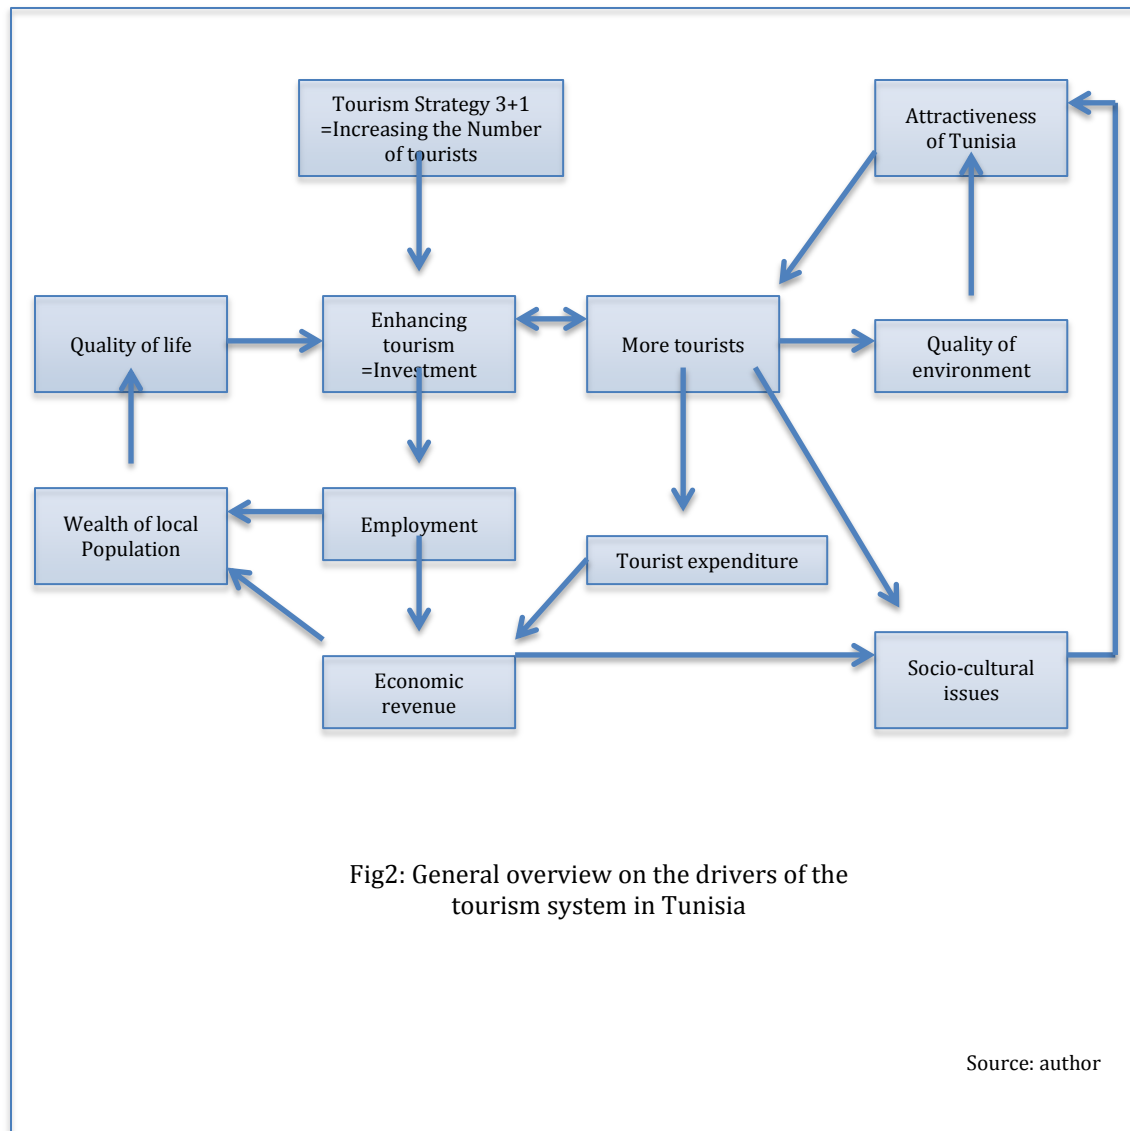 Tourism Strategy 3+1
=Increasing the Number
of tourists
Attractiveness
of Tunisia
Quality of life
Enhancing
tourism
=Investment
More tourists
Quality of
environment
Wealth of local
Population
Employment
Tourist expenditure
Economic
revenue
Socio-cultural
issues
Fig2: General overview on the drivers of the
tourism system in Tunisia
Source: author